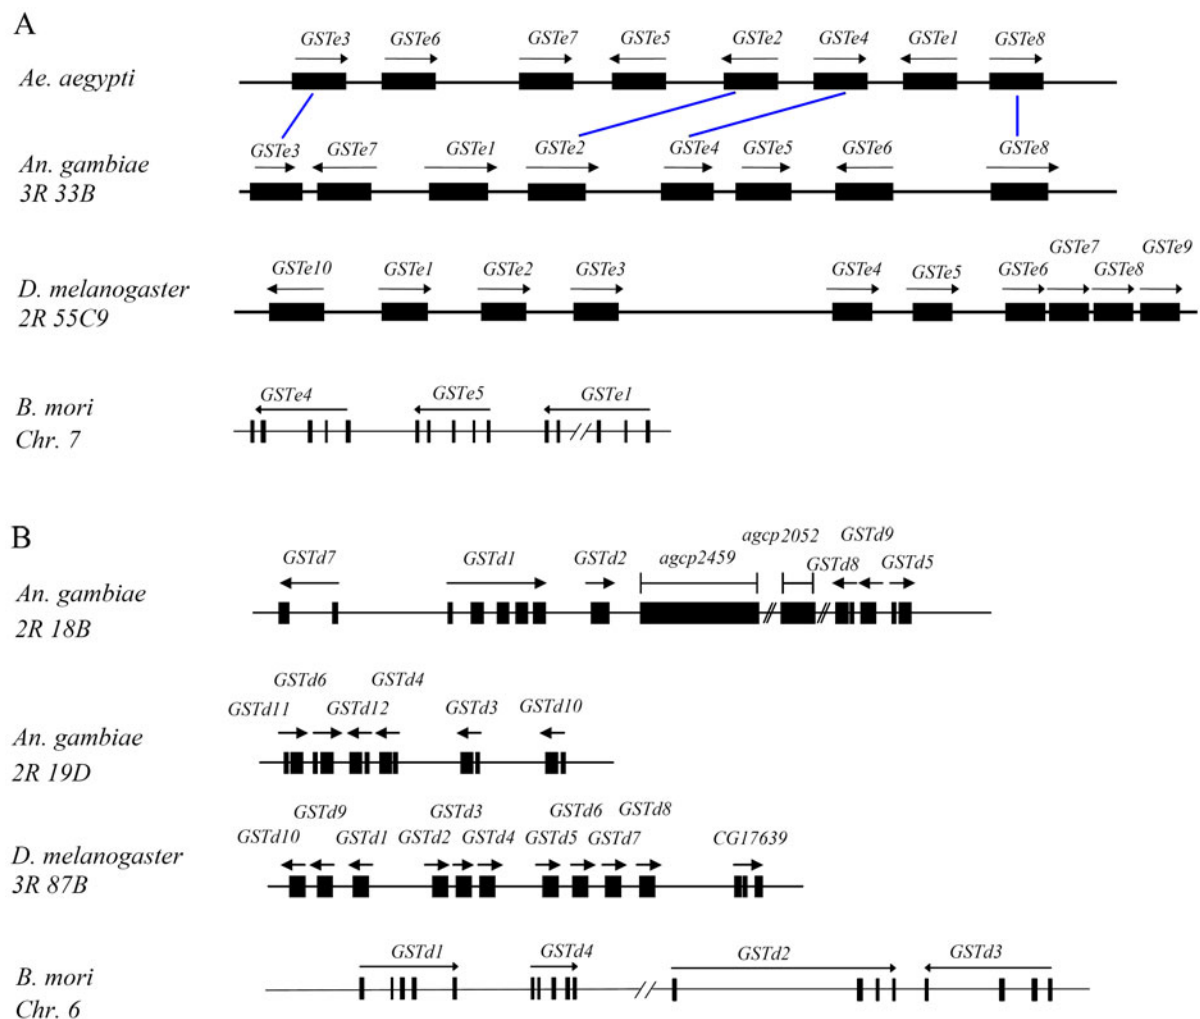 A
GSTe3 GSTe6 GSTe7 GSTe5 GSTe2 GSTe4 GSTe1 GSTe8
Ae. aegypti
GSTe3 GSTe7 GSTe1 GSTe2 GSTe4 GSTe5 GSTe6 GSTe8
An. gambiae
3R 33B
GSTe7 GSTe9
GSTe10 GSTe1 GSTe2 GSTe3 GSTe4 GSTe5 GSTe6 GSTe8
D. melanogaster
2R 55C9
GSTe4 GSTe5 GSTe1
B. mori
Chr. 7
B
agcp2052 GSTd9
GSTd7 GSTd1 GSTd2 agcp2459 GSTd8 GSTd5
An. gambiae
2R 18B
GSTd6 GSTd4
GSTd11 GSTd12 GSTd3 GSTd10
An. gambiae
2R 19D
GSTd9 GSTd3 GSTd6 GSTd8
GSTd10 GSTd1 GSTd2 GSTd4 GSTd5 GSTd7 CG17639
D. melanogaster
3R 87B
GSTd1 GSTd4 GSTd2 GSTd3
B. mori
Chr. 6